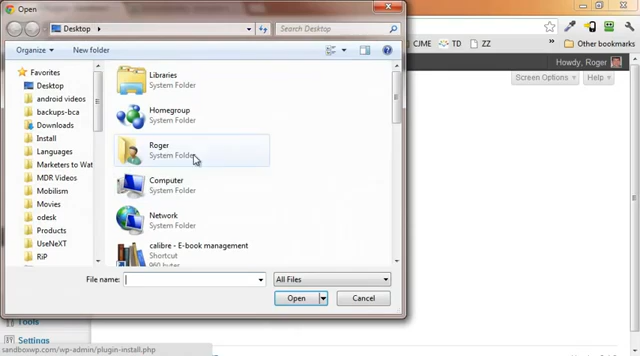 Open
Desktop
Search Desktop
Organize
New folder
Favorites
Desktop
android videos
backups-bca
Downloads
Install
Languages
Marketers to Wat
MDR Videos
Mobilism
Movies
odesk
Products
UseNeXT
RiP
Libraries
System Folder
Homegroup
System Folder
Roger
System Folder
Computer
System Folder
Network
System Folder
calibre - E-book management
Shortcut
960 bytes
File name:
All Files
Open
Cancel
CJME
TD
ZZ
Other bookmarks
Howdy, Roger
Screen Options
Help
Tools
Settings
sandboxwp.com/wp-admin/plugin-install.php